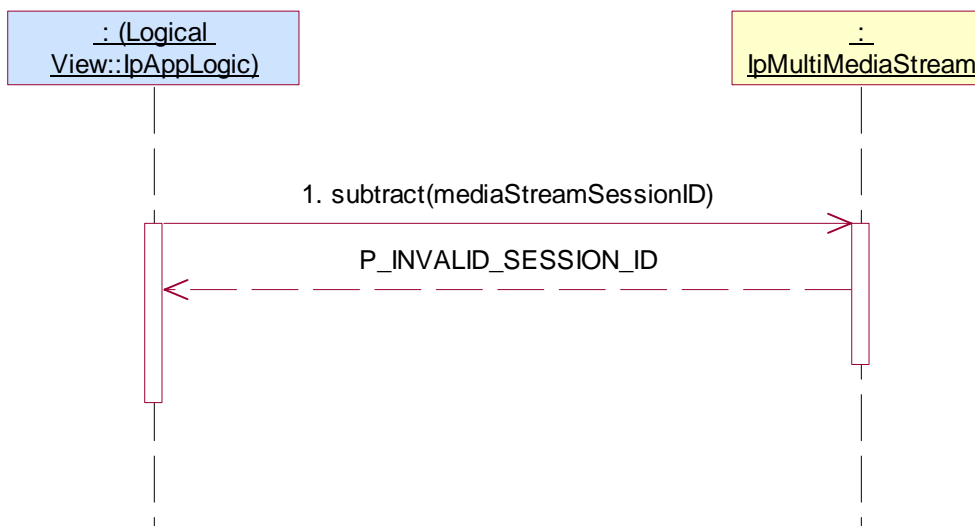 : (Logical
View::IpAppLogic)
:
IpMultiMediaStream
1. subtract(mediaStreamSessionID)
P_INVALID_SESSION_ID